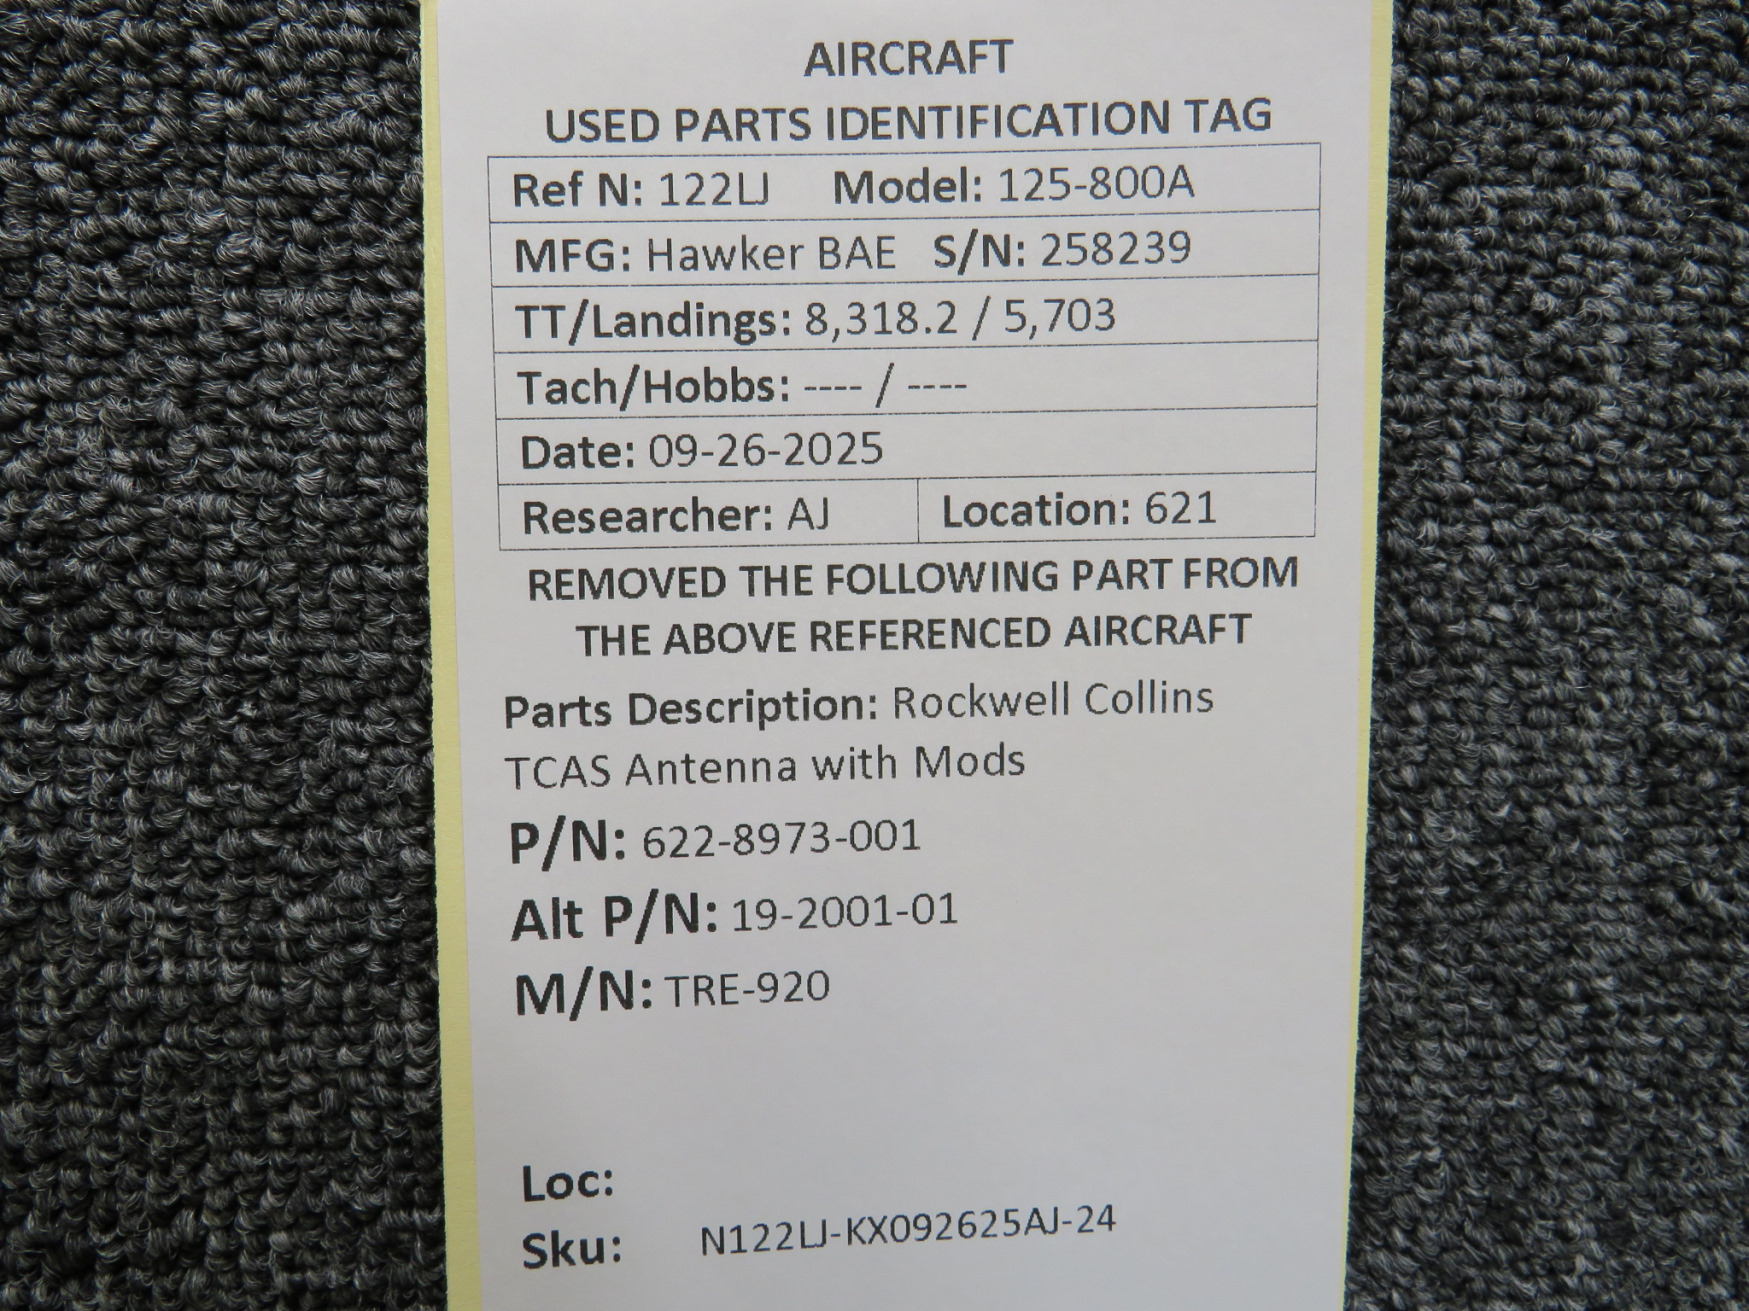 AIRCRAFT
USED PARTS IDENTIFICATION TAG
Ref N: 122LJ Model: 125-800A
MFG: Hawker BAE S/N: 258239
TT/Landings: 8,318.2 / 5,703
Tach/Hobbs: ---- / ----
Date: 09-26-2025
Researcher: AJ Location: 621
REMOVED THE FOLLOWING PART FROM
THE ABOVE REFERENCED AIRCRAFT
Parts Description: Rockwell Collins
TCAS Antenna with Mods
P/N: 622-8973-001
Alt P/N: 19-2001-01
M/N: TRE-920
Loc:
Sku: N122LJ-KX092625AJ-24